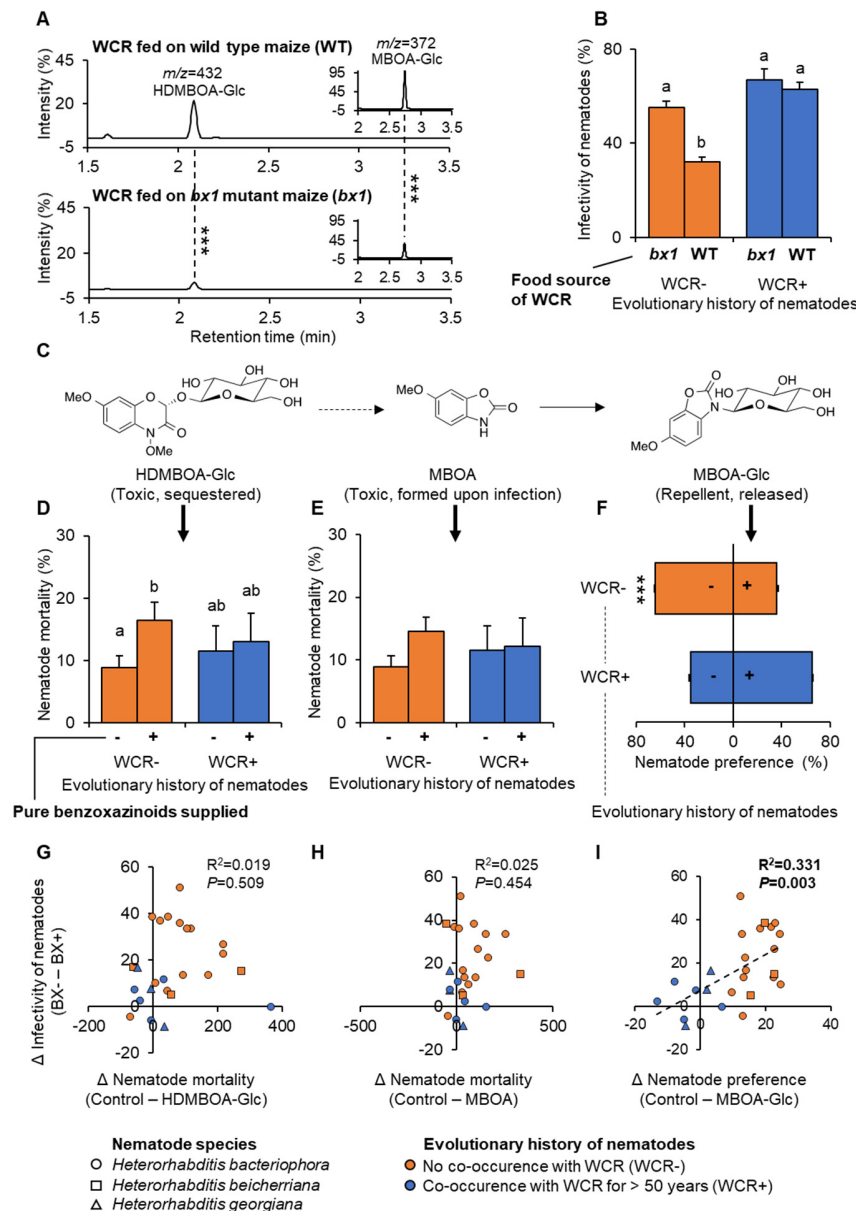 A
WCR fed on wild type maize (WT)
m/z=432
HDMBOA-Glc
m/z=372
MBOA-Glc
Intensity (%)
45
20
-5
1.5 2 2.5 3 3.5
95
45
-5
2 2.5 3 3.5
***
***
WCR fed on bx1 mutant maize (bx1)
Intensity (%)
45
20
-5
1.5 2 2.5 3 3.5
95
45
-5
2 2.5 3 3.5
Retention time (min)
B
Infectivity of nematodes (%)
80
40
0
a
b
a
a
bx1 WT bx1 WT
Food source
of WCR
WCR- WCR+
Evolutionary history of nematodes
C
MeO
O
O
HO
HO
OH
OH
O
N
O
OMe
HDMBOA-Glc
(Toxic, sequestered)
MeO
O
O
N
H
MBOA
(Toxic, formed upon infection)
O
O
HO
HO
OH
N
O
OH
MeO
MBOA-Glc
(Repellent, released)
D
Nematode mortality (%)
30
20
10
0
a
b
ab
ab
- + - +
WCR- WCR+
Evolutionary history of nematodes
Pure benzoxazinoids supplied
E
Nematode mortality (%)
30
20
10
0
- + - +
WCR- WCR+
Evolutionary history of nematodes
F
WCR-
***
- +
WCR+
- +
80 40 0 40 80
Nematode preference (%)
Evolutionary history of nematodes
G
R2=0.019
P=0.509
Δ Infectivity of nematodes
(BX- – BX+)
60
40
20
0
-20
-200 0 200 400
Δ Nematode mortality
(Control – HDMBOA-Glc)
H
R2=0.025
P=0.454
60
40
20
0
-20
-500 0 500
Δ Nematode mortality
(Control – MBOA)
I
R2=0.331
P=0.003
60
40
20
0
-20
-20 0 20 40
Δ Nematode preference
(Control – MBOA-Glc)
Nematode species
Heterorhabditis bacteriophora
Heterorhabditis beicherriana
Heterorhabditis georgiana
Evolutionary history of nematodes
No co-occurence with WCR (WCR-)
Co-occurence with WCR for > 50 years (WCR+)